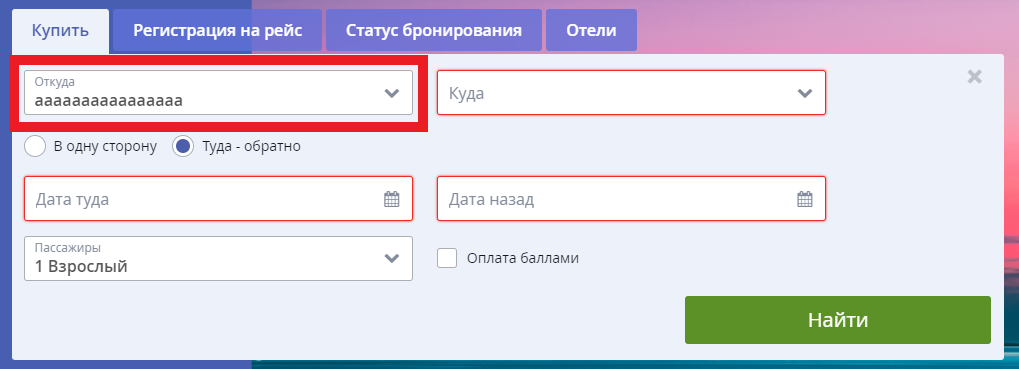 Купить Регистрация на рейс Статус бронирования Отели
Откуда
аааааааааааааааа Куда
В одну сторону Туда - обратно
Дата туда Дата назад
Пассажиры
1 Взрослый Оплата баллами
Найти